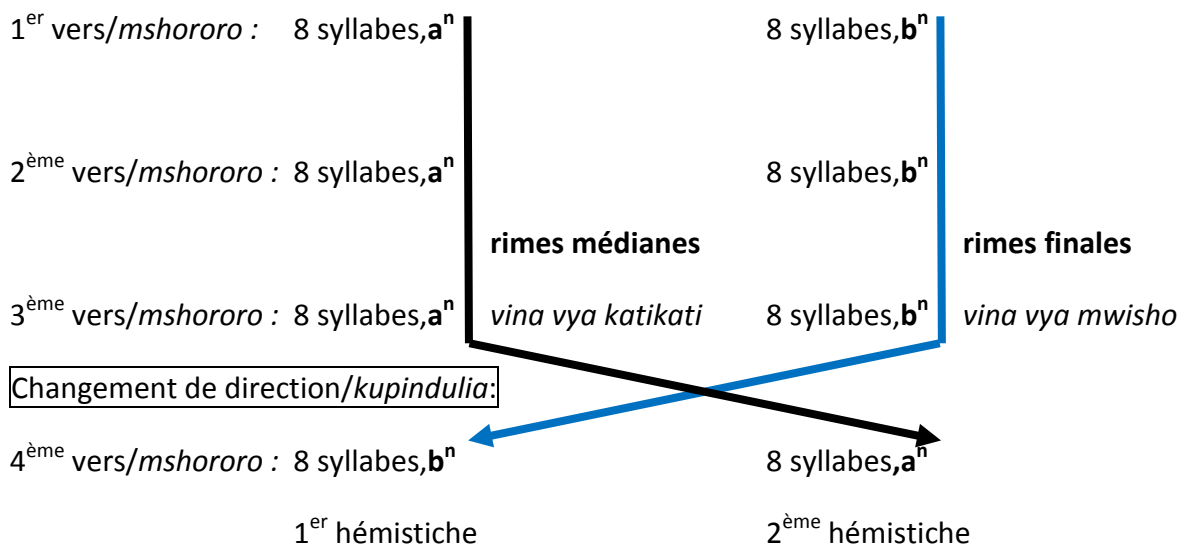 1er vers/mshororo : 8 syllabes,aⁿ 8 syllabes,bⁿ
2ème vers/mshororo : 8 syllabes,aⁿ 8 syllabes,bⁿ
rimes médianes rimes finales
3ème vers/mshororo : 8 syllabes,aⁿ vina vya katikati 8 syllabes,bⁿ vina vya mwisho
Changement de direction/kupindulia:
4ème vers/mshororo : 8 syllabes,bⁿ 8 syllabes,aⁿ
1er hémistiche 2ème hémistiche